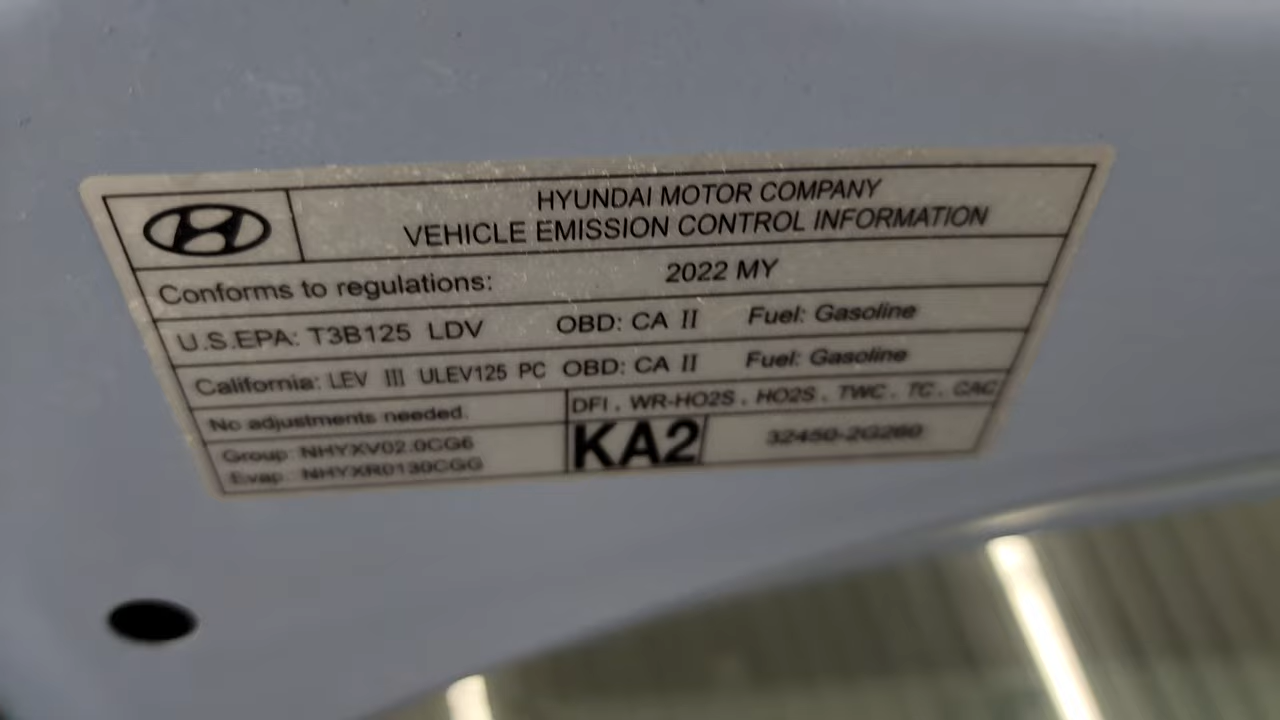 HYUNDAI MOTOR COMPANY
VEHICLE EMISSION CONTROL INFORMATION
Conforms to regulations: 2022 MY
U.S.EPA: T3B125 LDV OBD: CA II Fuel: Gasoline
California: LEV III ULEV125 PC OBD: CA II Fuel: Gasoline
No adjustments needed.
DFI , WR-HO2S , HO2S , TWC , TC , CAC
Group: NHYXV02.0CG6
Evap: NHYXR0130CGG
KA2
32450-2G260